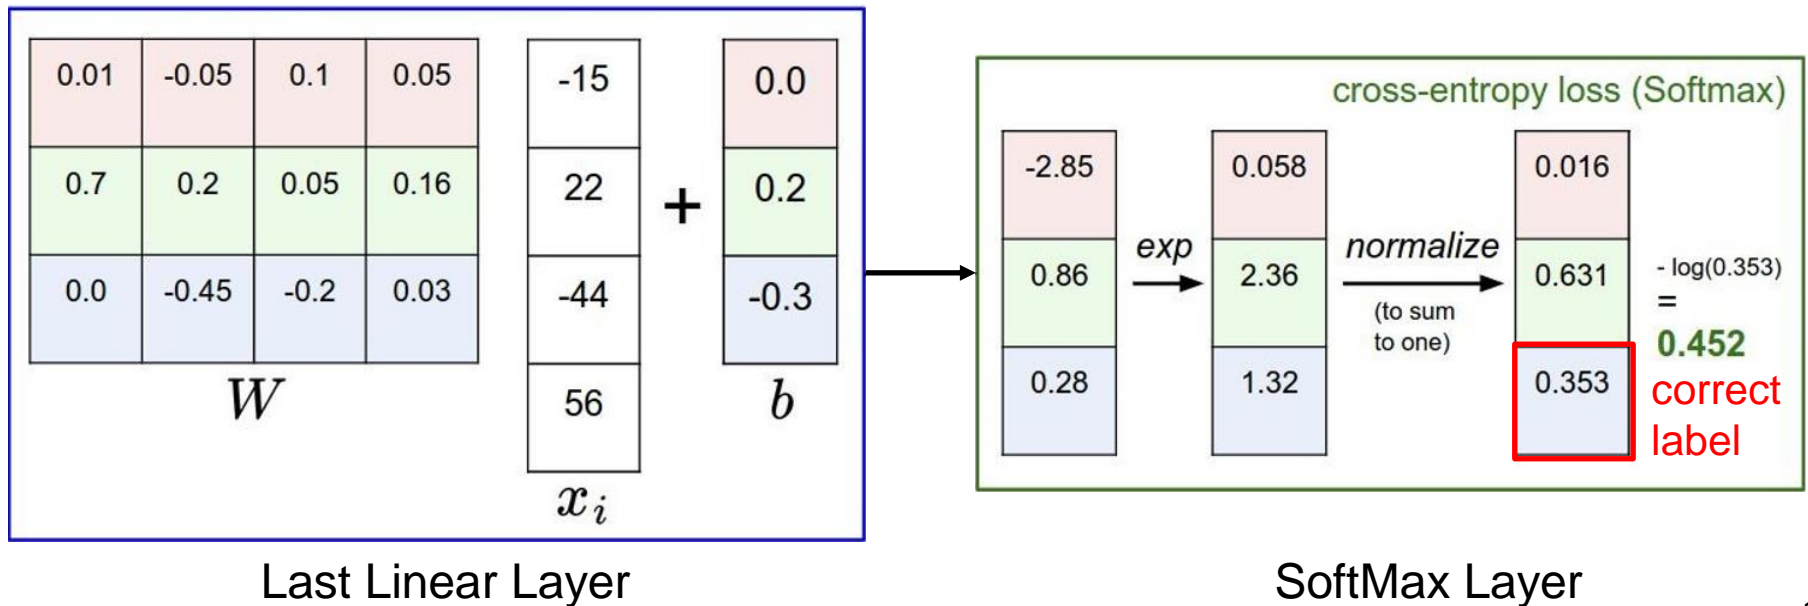 0.01 -0.05 0.1 0.05
0.7 0.2 0.05 0.16
0.0 -0.45 -0.2 0.03
W
-15
22
-44
56
x_i
+
0.0
0.2
-0.3
b
Last Linear Layer
cross-entropy loss (Softmax)
-2.85
0.86
0.28
exp
0.058
2.36
1.32
normalize
(to sum
to one)
0.016
0.631
0.353
- log(0.353)
=
0.452
correct
label
SoftMax Layer